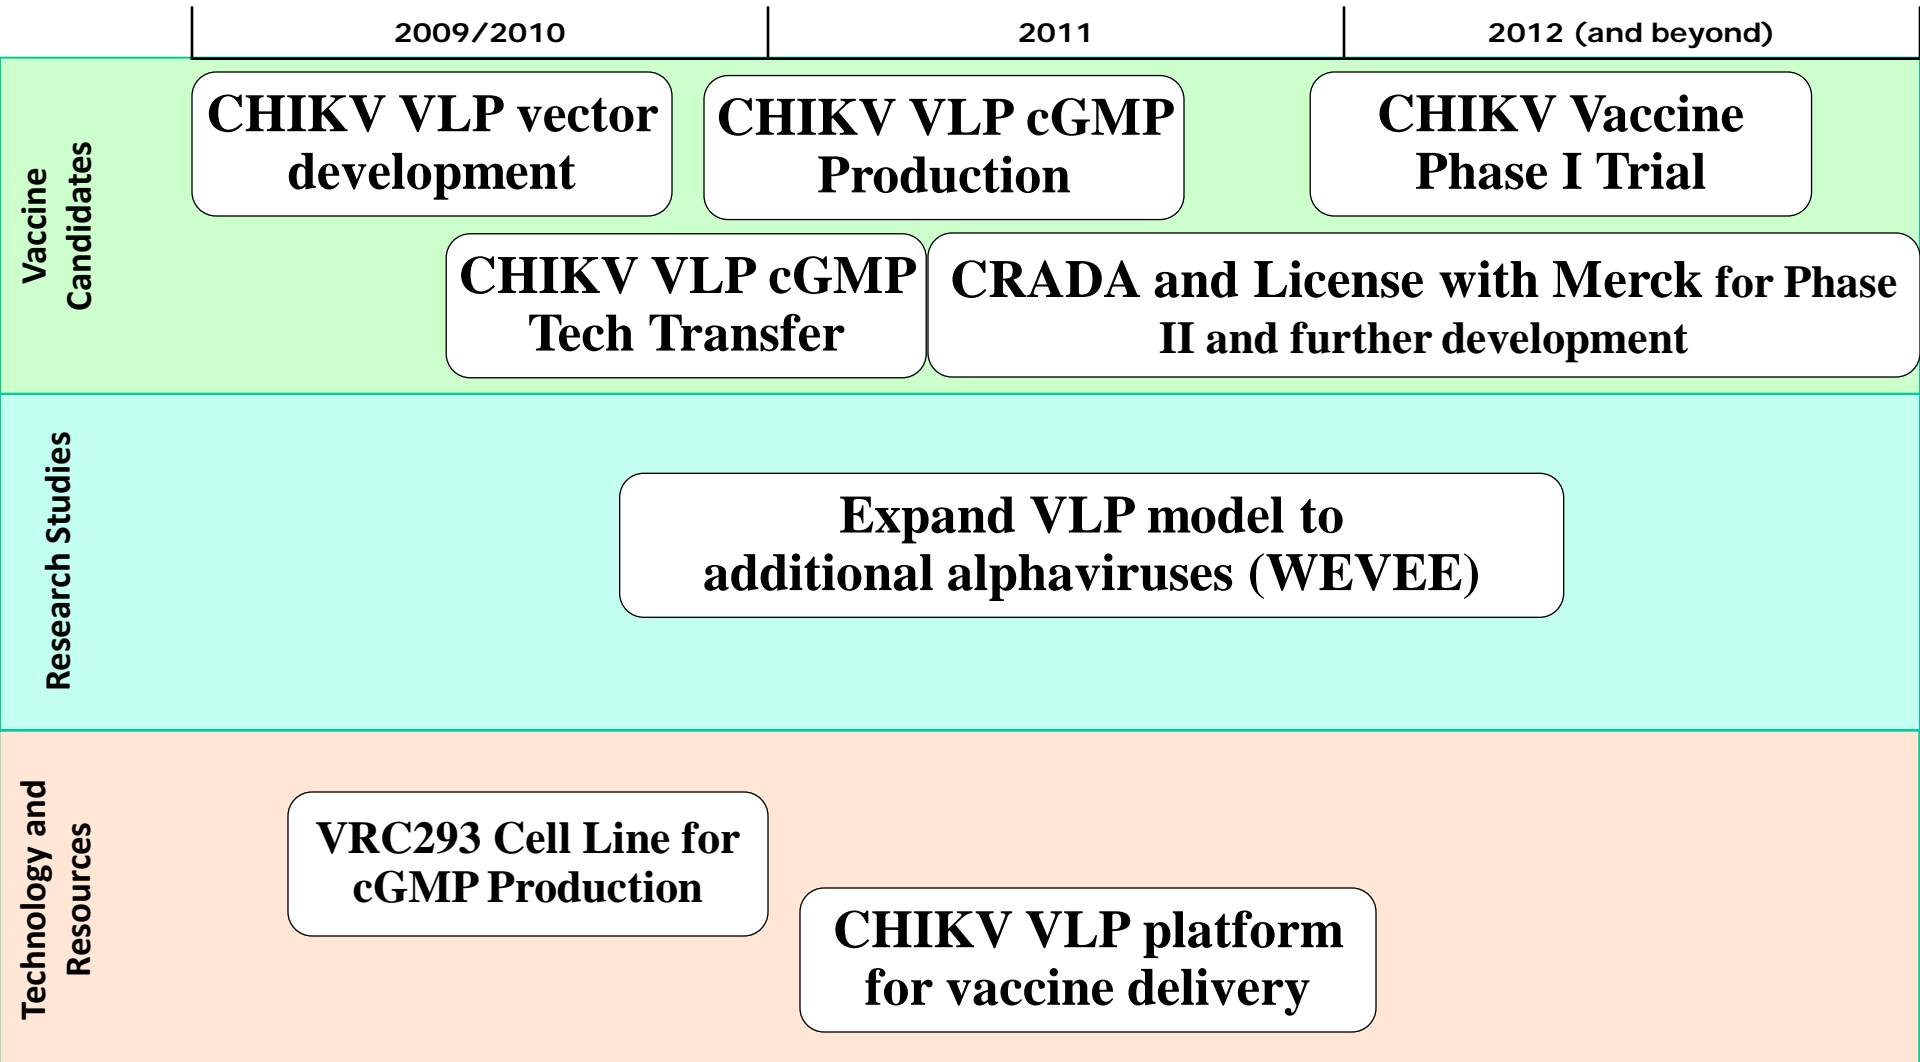 2009/2010
2011
2012 (and beyond)
Vaccine
Candidates
CHIKV VLP vector
development
CHIKV VLP cGMP
Production
CHIKV Vaccine
Phase I Trial
CHIKV VLP cGMP
Tech Transfer
CRADA and License with Merck for Phase
II and further development
Research Studies
Expand VLP model to
additional alphaviruses (WEVEE)
Technology and
Resources
VRC293 Cell Line for
cGMP Production
CHIKV VLP platform
for vaccine delivery